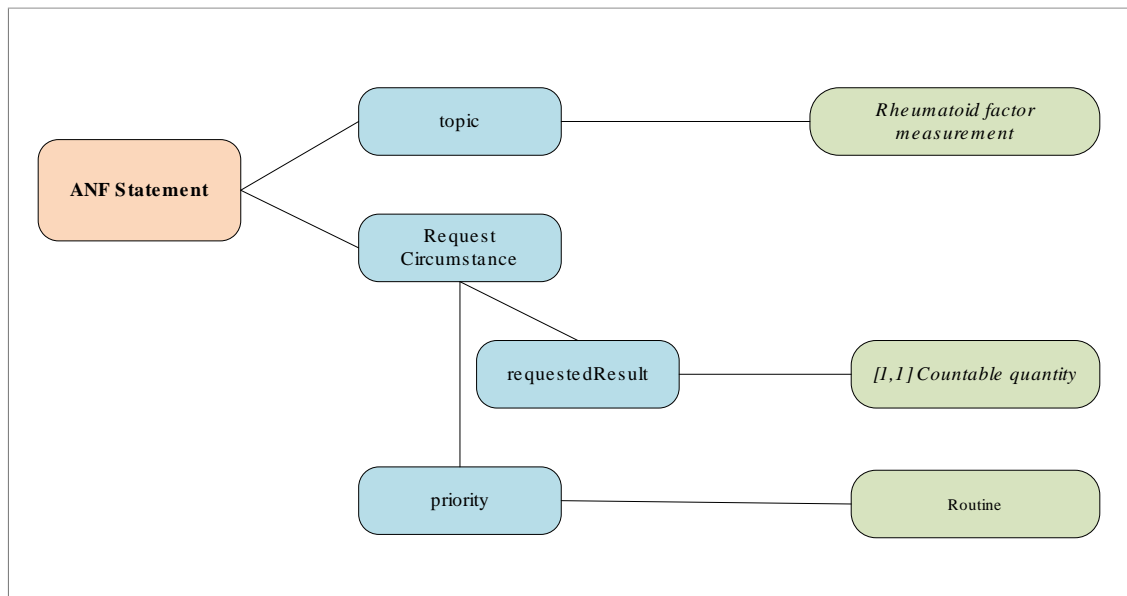 topic
Rheumatoid factor
measurement
ANF Statement
Request
Circumstance
requestedResult
[1,1] Countable quantity
priority
Routine